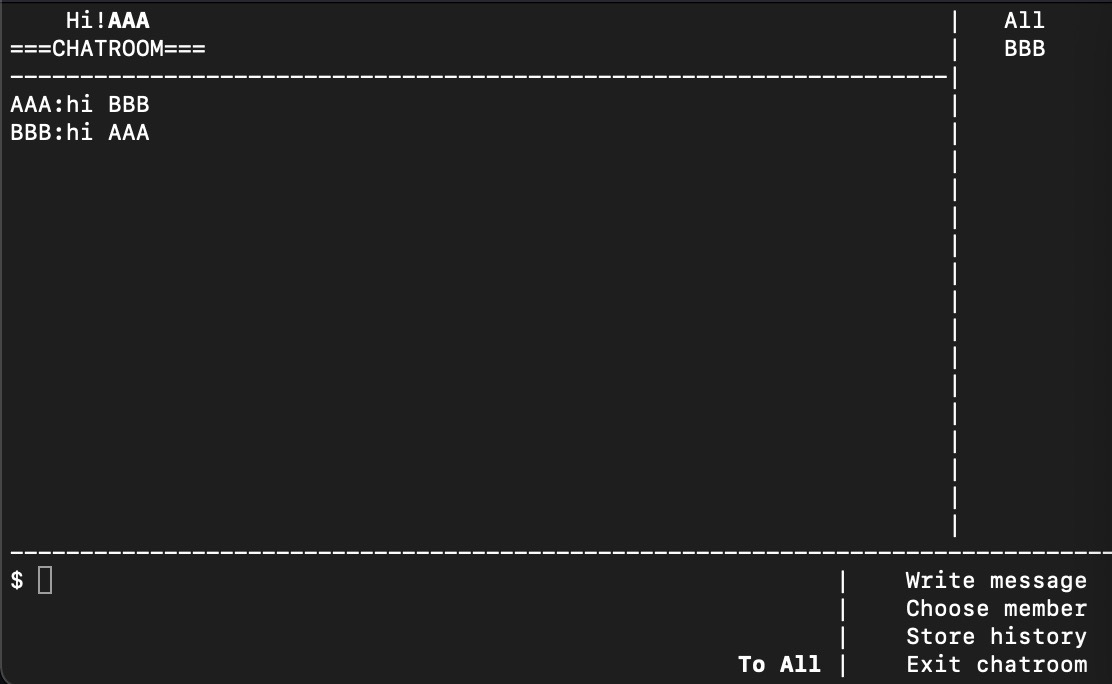 Hi!AAA
===CHATROOM===
AAA:hi BBB
BBB:hi AAA
All
BBB
$
To All
Write message
Choose member
Store history
Exit chatroom